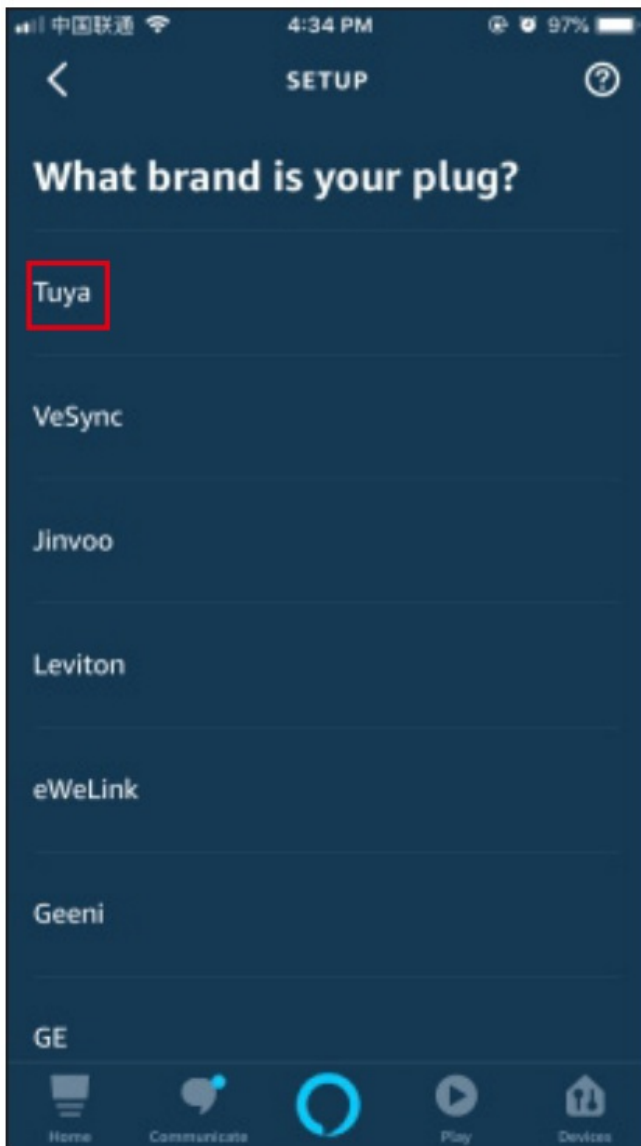 中国联通 4:34 PM 97%
SETUP
What brand is your plug?
Tuya
VeSync
Jinvoo
Leviton
eWeLink
Geeni
GE
Home Communicate Play Devices